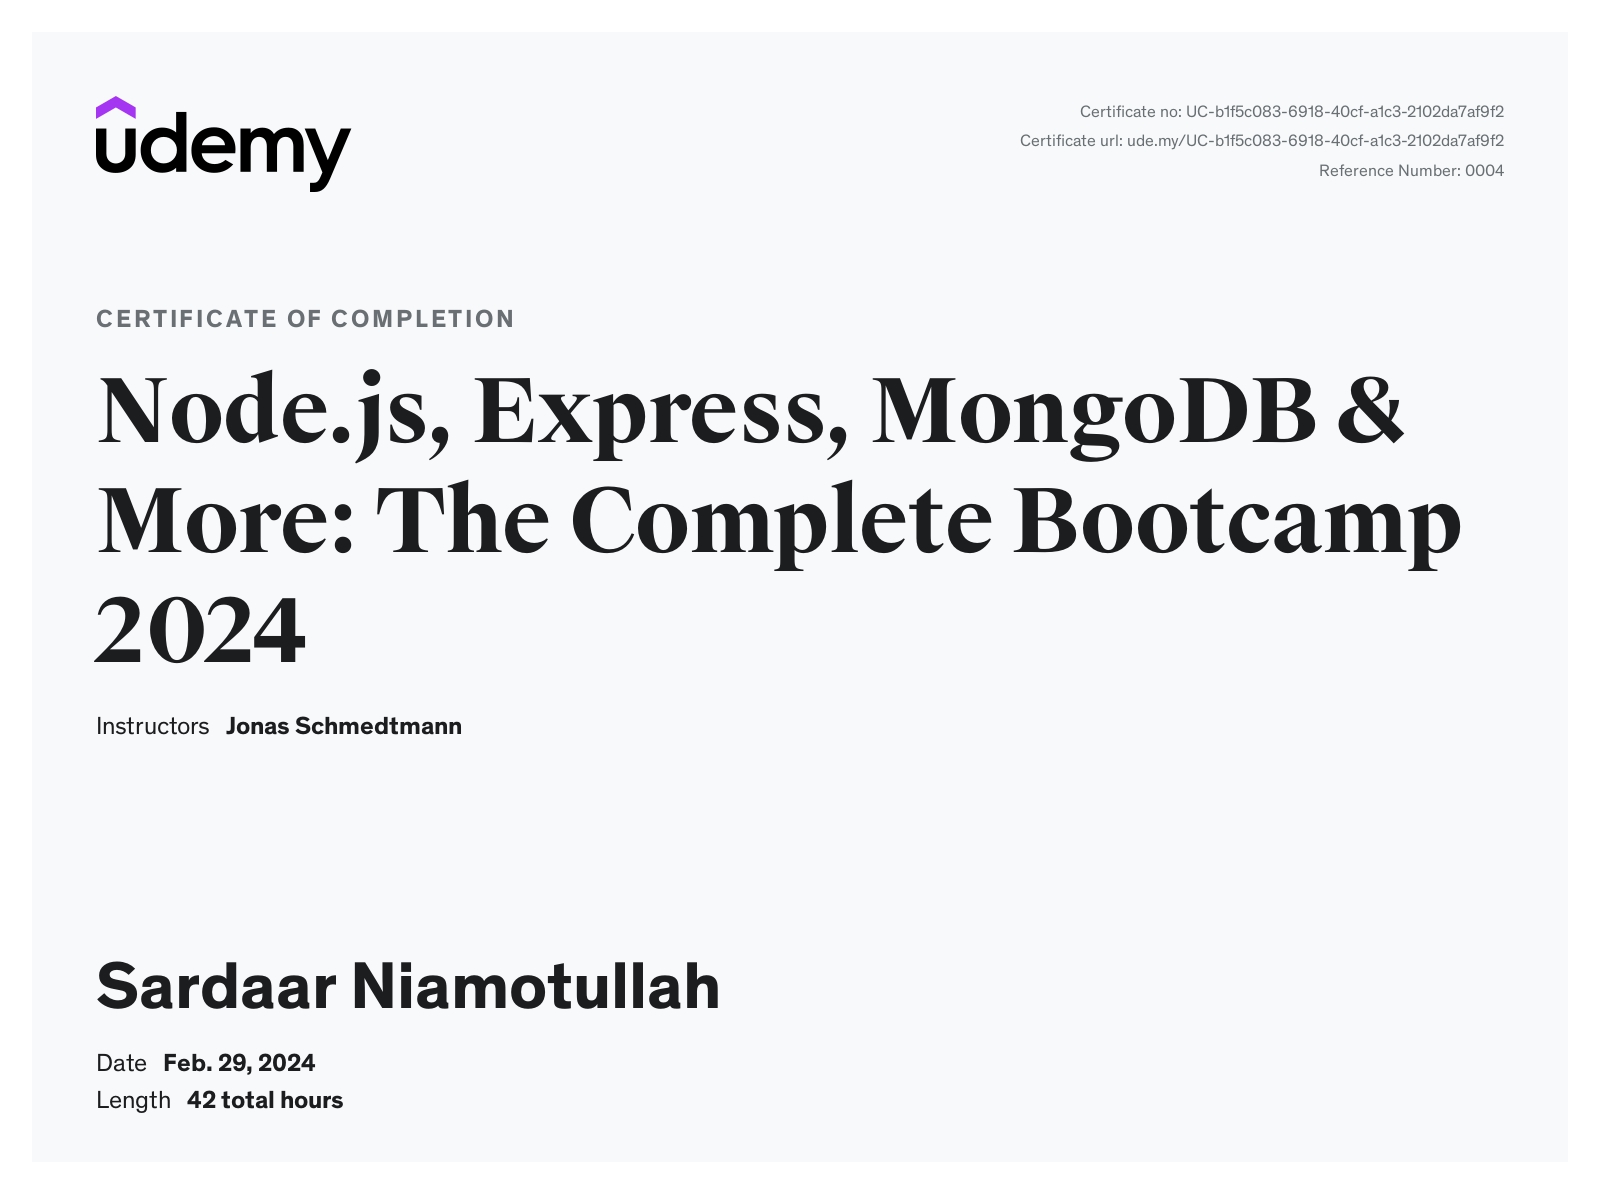 udemy
Certificate no: UC-b1f5c083-6918-40cf-a1c3-2102da7af9f2
Certificate url: ude.my/UC-b1f5c083-6918-40cf-a1c3-2102da7af9f2
Reference Number: 0004
CERTIFICATE OF COMPLETION
Node.js, Express, MongoDB &
More: The Complete Bootcamp
2024
Instructors Jonas Schmedtmann
Sardaar Niamotullah
Date Feb. 29, 2024
Length 42 total hours